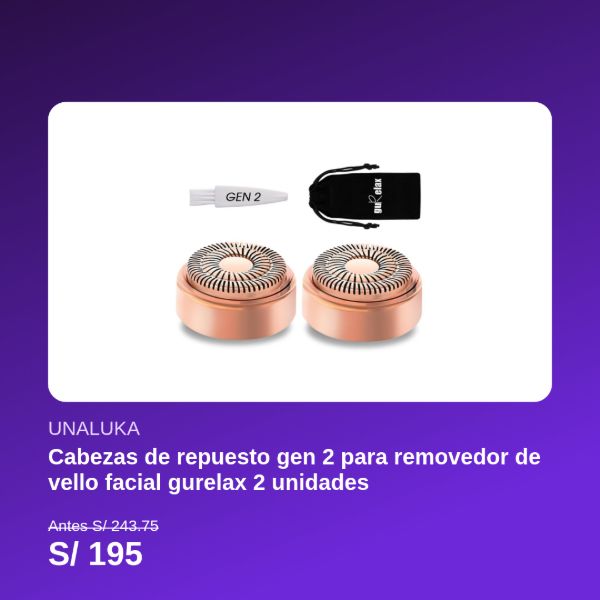 GEN 2
guRelax
UNALUKA
Cabezas de repuesto gen 2 para removedor de
vello facial gurelax 2 unidades
Antes S/ 243.75
S/ 195